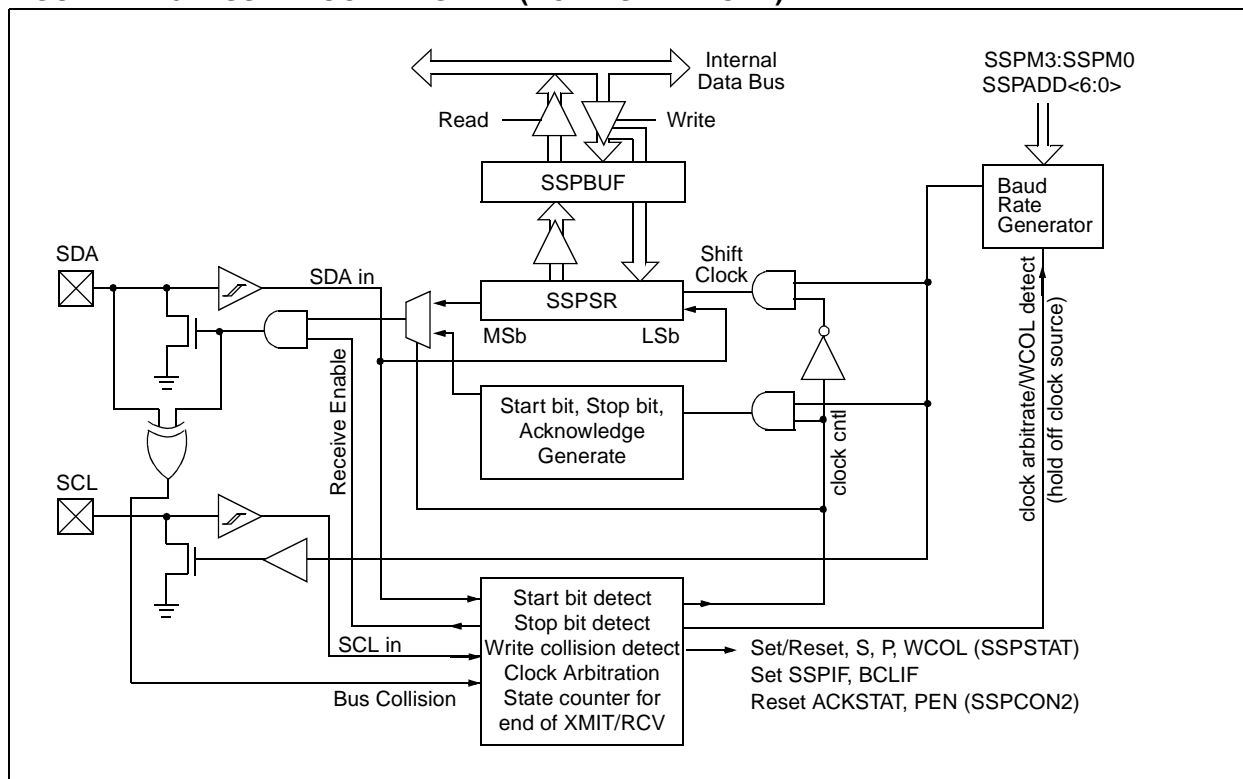 Internal
Data Bus
SSPM3:SSPM0
SSPADD<6:0>
Read
Write
SSPBUF
Baud
Rate
Generator
SDA
SDA in
Shift
Clock
SSPSR
MSb
LSb
Start bit, Stop bit,
Acknowledge
Generate
Receive Enable
clock cntl
clock arbitrate/WCOL detect
(hold off clock source)
SCL
SCL in
Bus Collision
Start bit detect
Stop bit detect
Write collision detect
Clock Arbitration
State counter for
end of XMIT/RCV
Set/Reset, S, P, WCOL (SSPSTAT)
Set SSPIF, BCLIF
Reset ACKSTAT, PEN (SSPCON2)